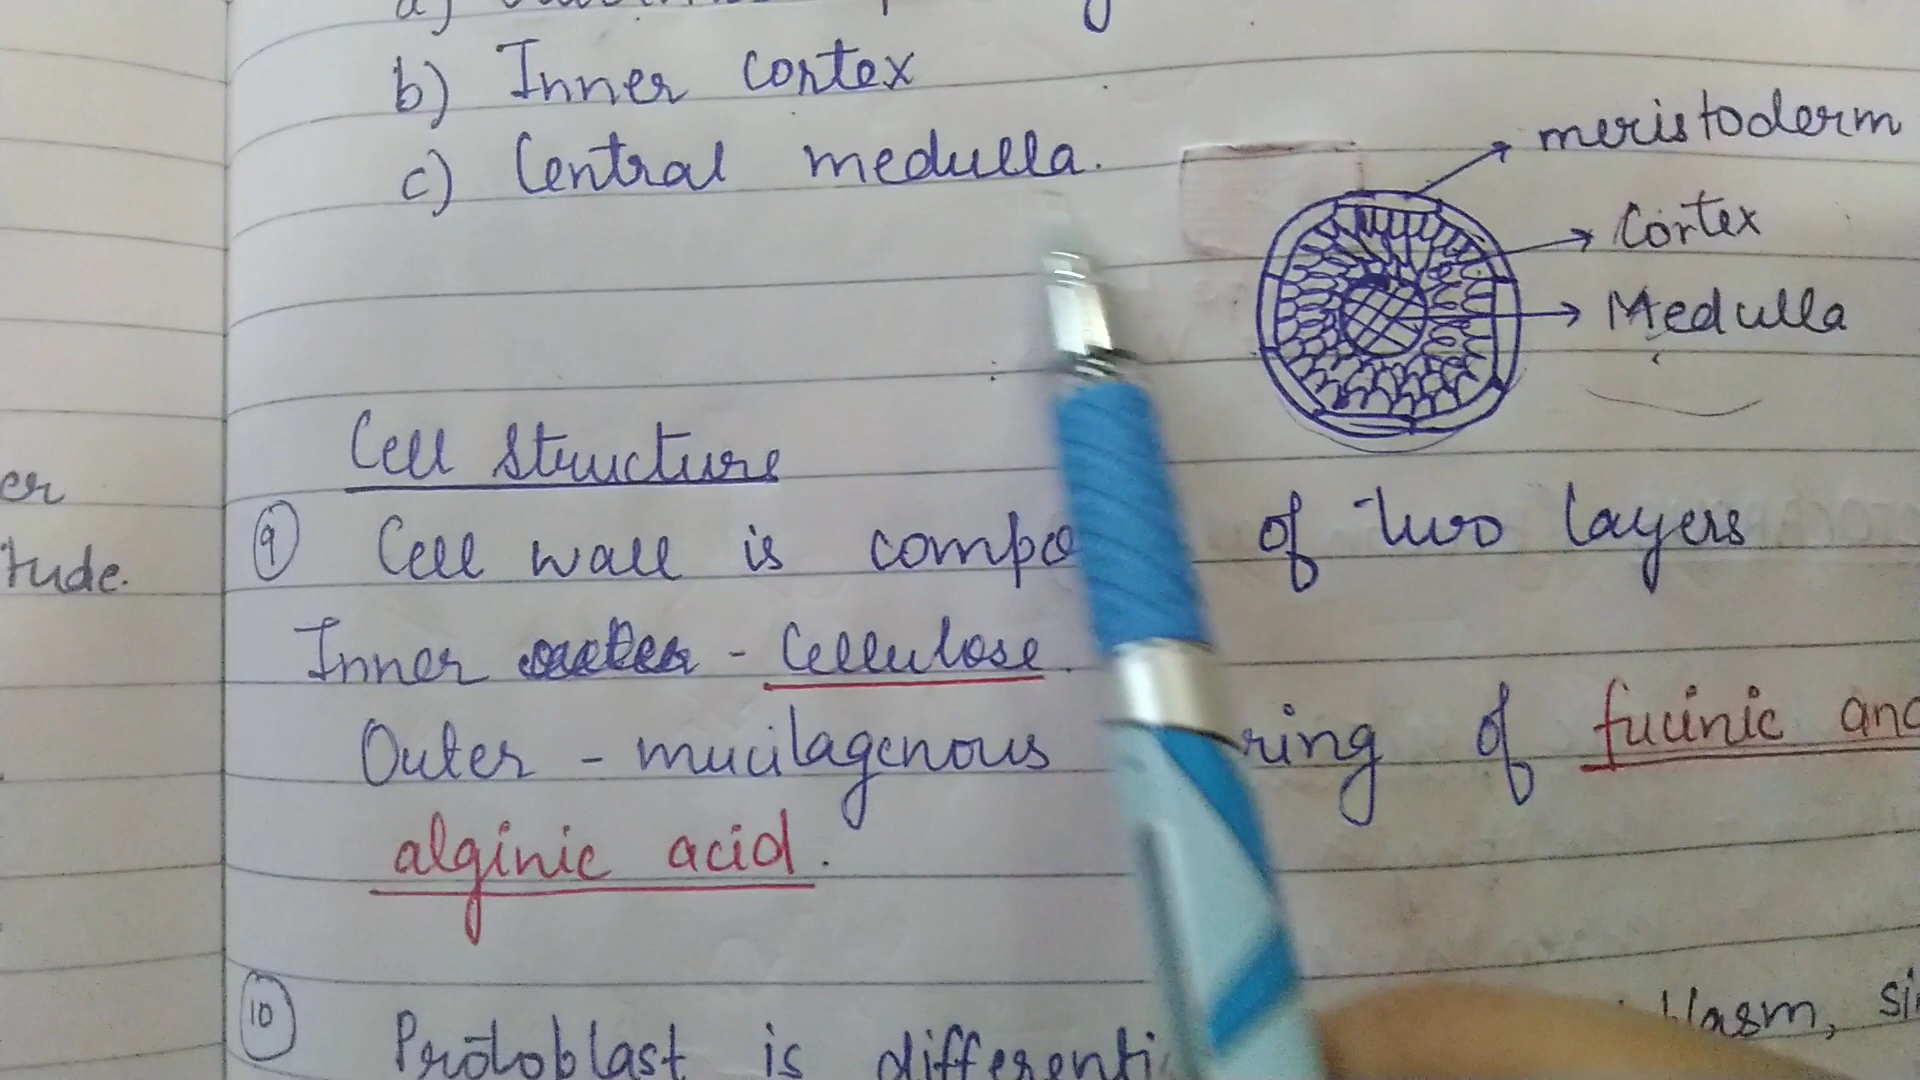 b) Inner cortex
c) Central medulla.
meristoderm
Cortex
Medulla
Cell structure
er
tude.
9 Cell wall is compo of two layers
Inner - Cellulose.
Outer - mucilagenous ring of fucinic and
alginic acid.
10 Protoblast is differenti lasm, si